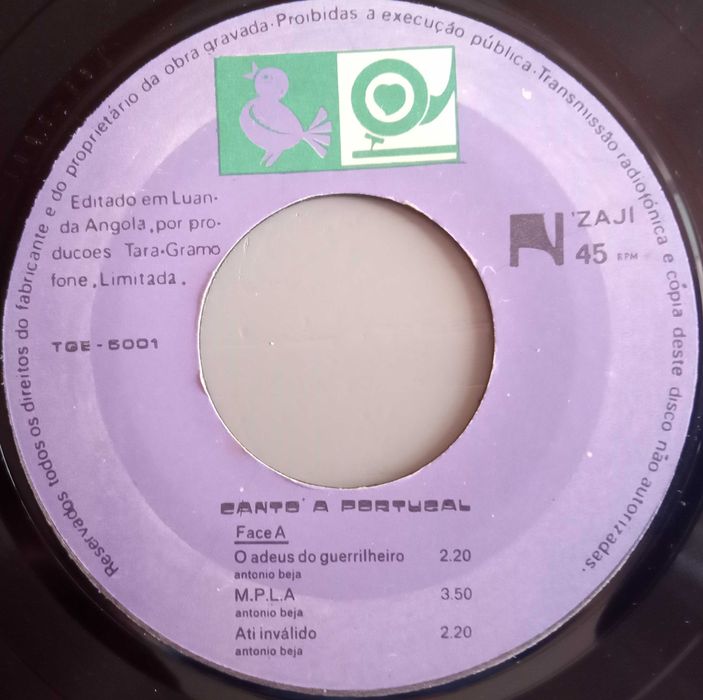 Reservados todos os direitos do fabricante e do proprietário da obra gravada. Proibidas a execução pública. Transmissão radiofónica e cópia deste disco não autorizadas.
Editado em Luan-
da Angola, por pro-
ducoes Tara-Gramo
fone, Limitada.
N'ZAJI
45 RPM
TGE - 5001
CANTO A PORTUGAL
Face A
O adeus do guerrilheiro 2.20
antonio beja
M.P.L.A 3.50
antonio beja
Ati inválido 2.20
antonio beja